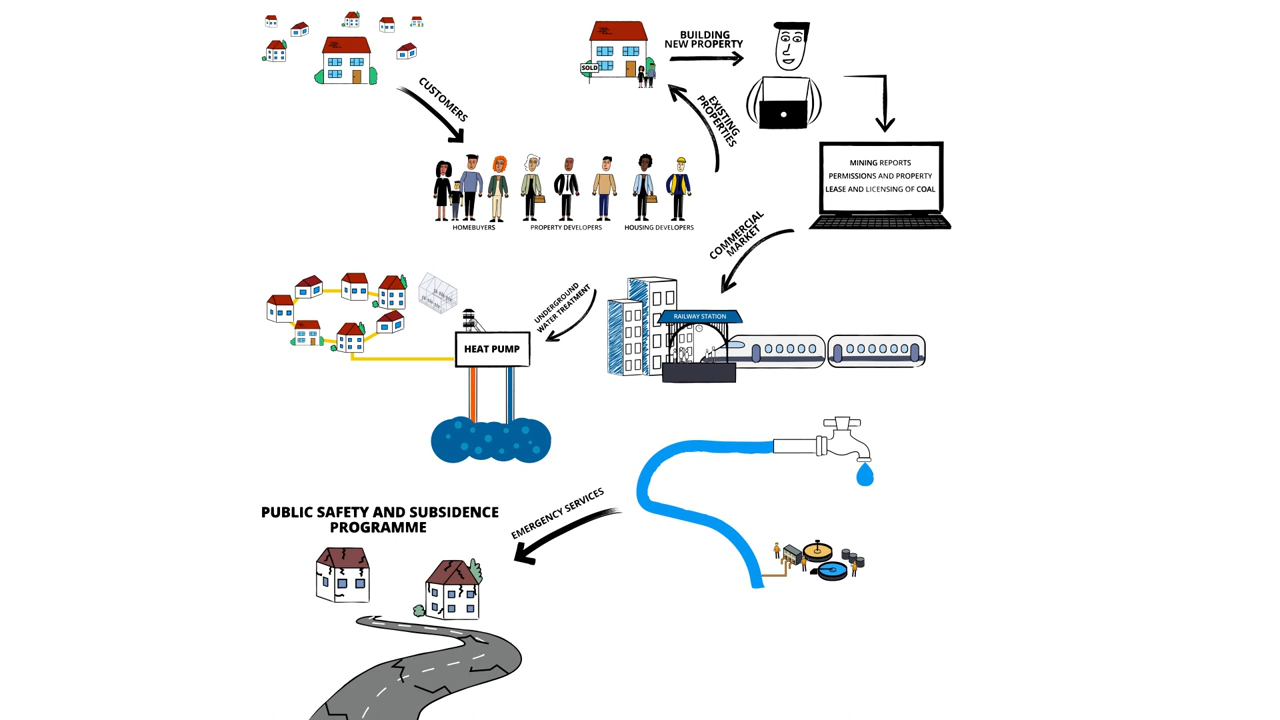 BUILDING
NEW PROPERTY
SOLD
CUSTOMERS
EXISTING
PROPERTIES
MINING REPORTS
PERMISSIONS AND PROPERTY
LEASE AND LICENSING OF COAL
HOMEBUYERS
PROPERTY DEVELOPERS
HOUSING DEVELOPERS
COMMERCIAL
MARKET
UNDERGROUND
WATER TREATMENT
RAILWAY STATION
HEAT PUMP
EMERGENCY SERVICES
PUBLIC SAFETY AND SUBSIDENCE
PROGRAMME